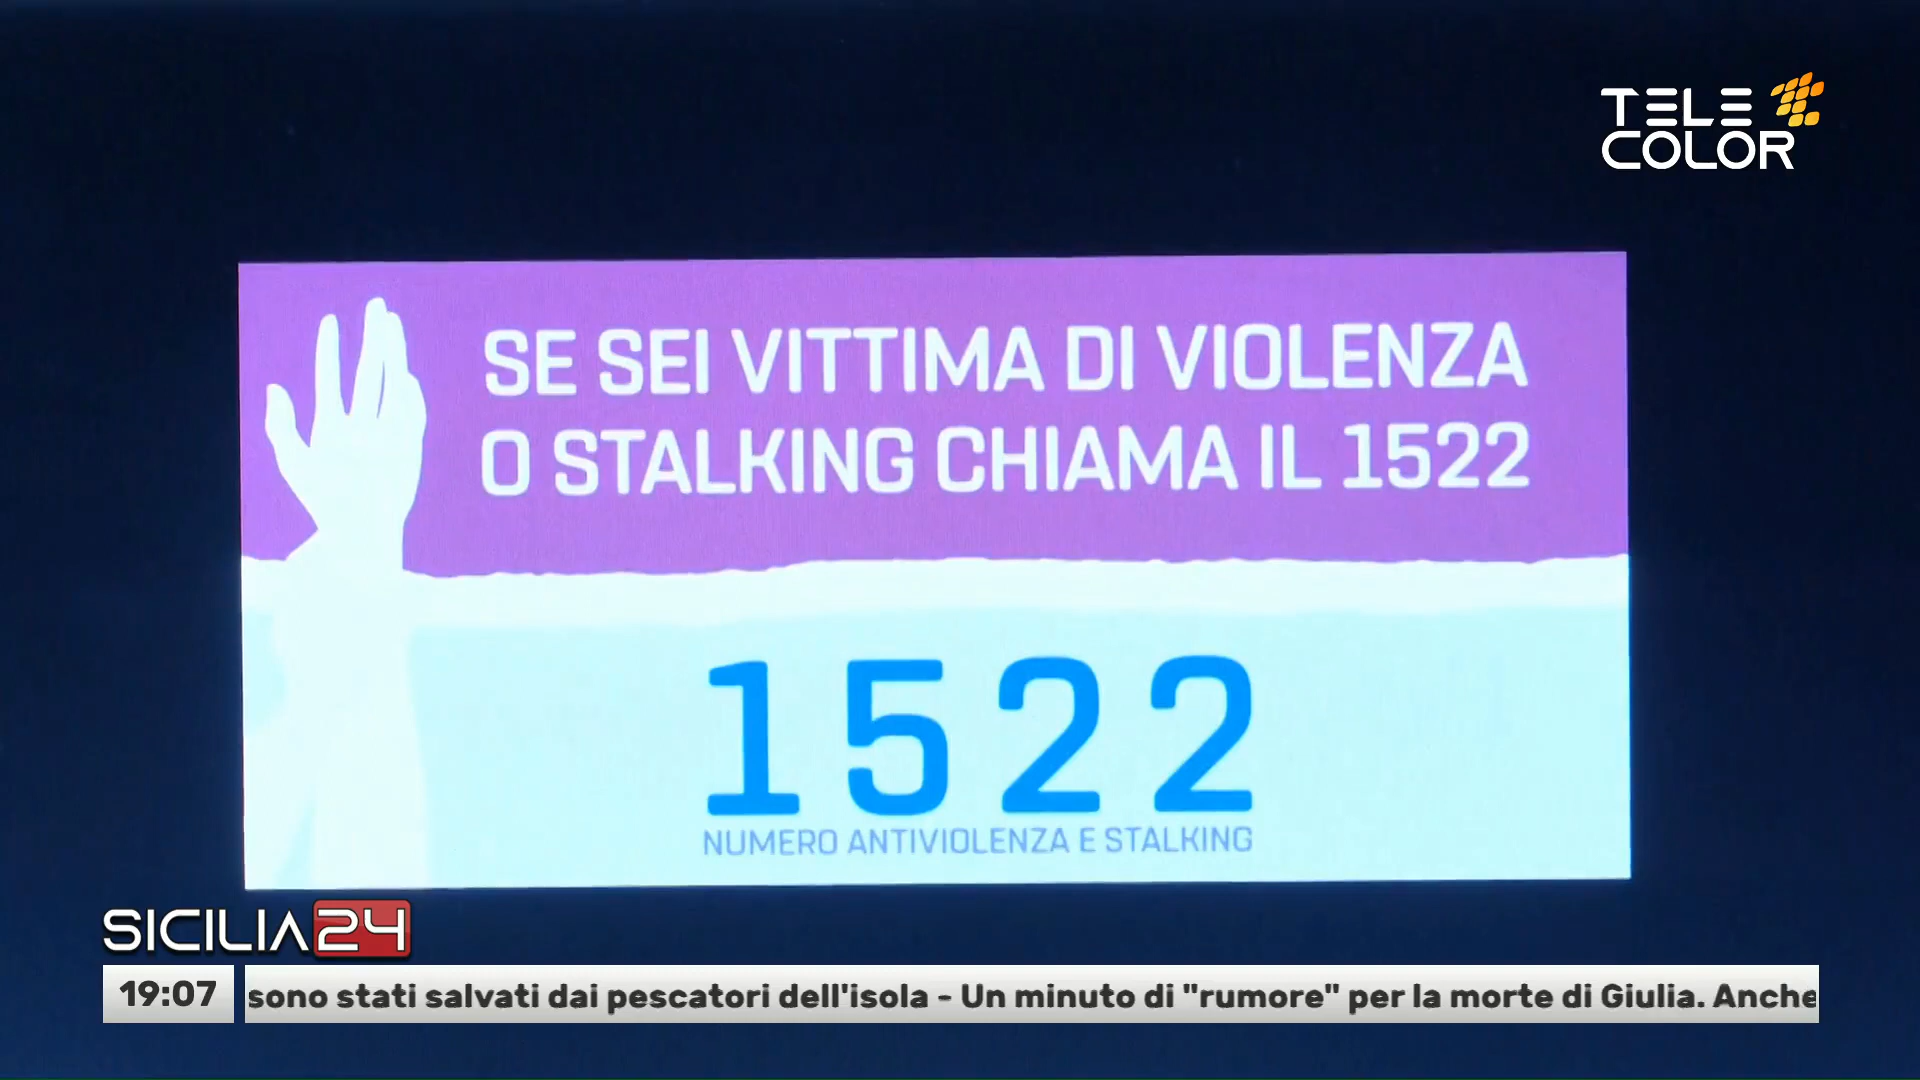 TELE
COLOR
SE SEI VITTIMA DI VIOLENZA
O STALKING CHIAMA IL 1522
1522
NUMERO ANTIVIOLENZA E STALKING
SICILIA24
19:07
sono stati salvati dai pescatori dell'isola - Un minuto di "rumore" per la morte di Giulia. Anche